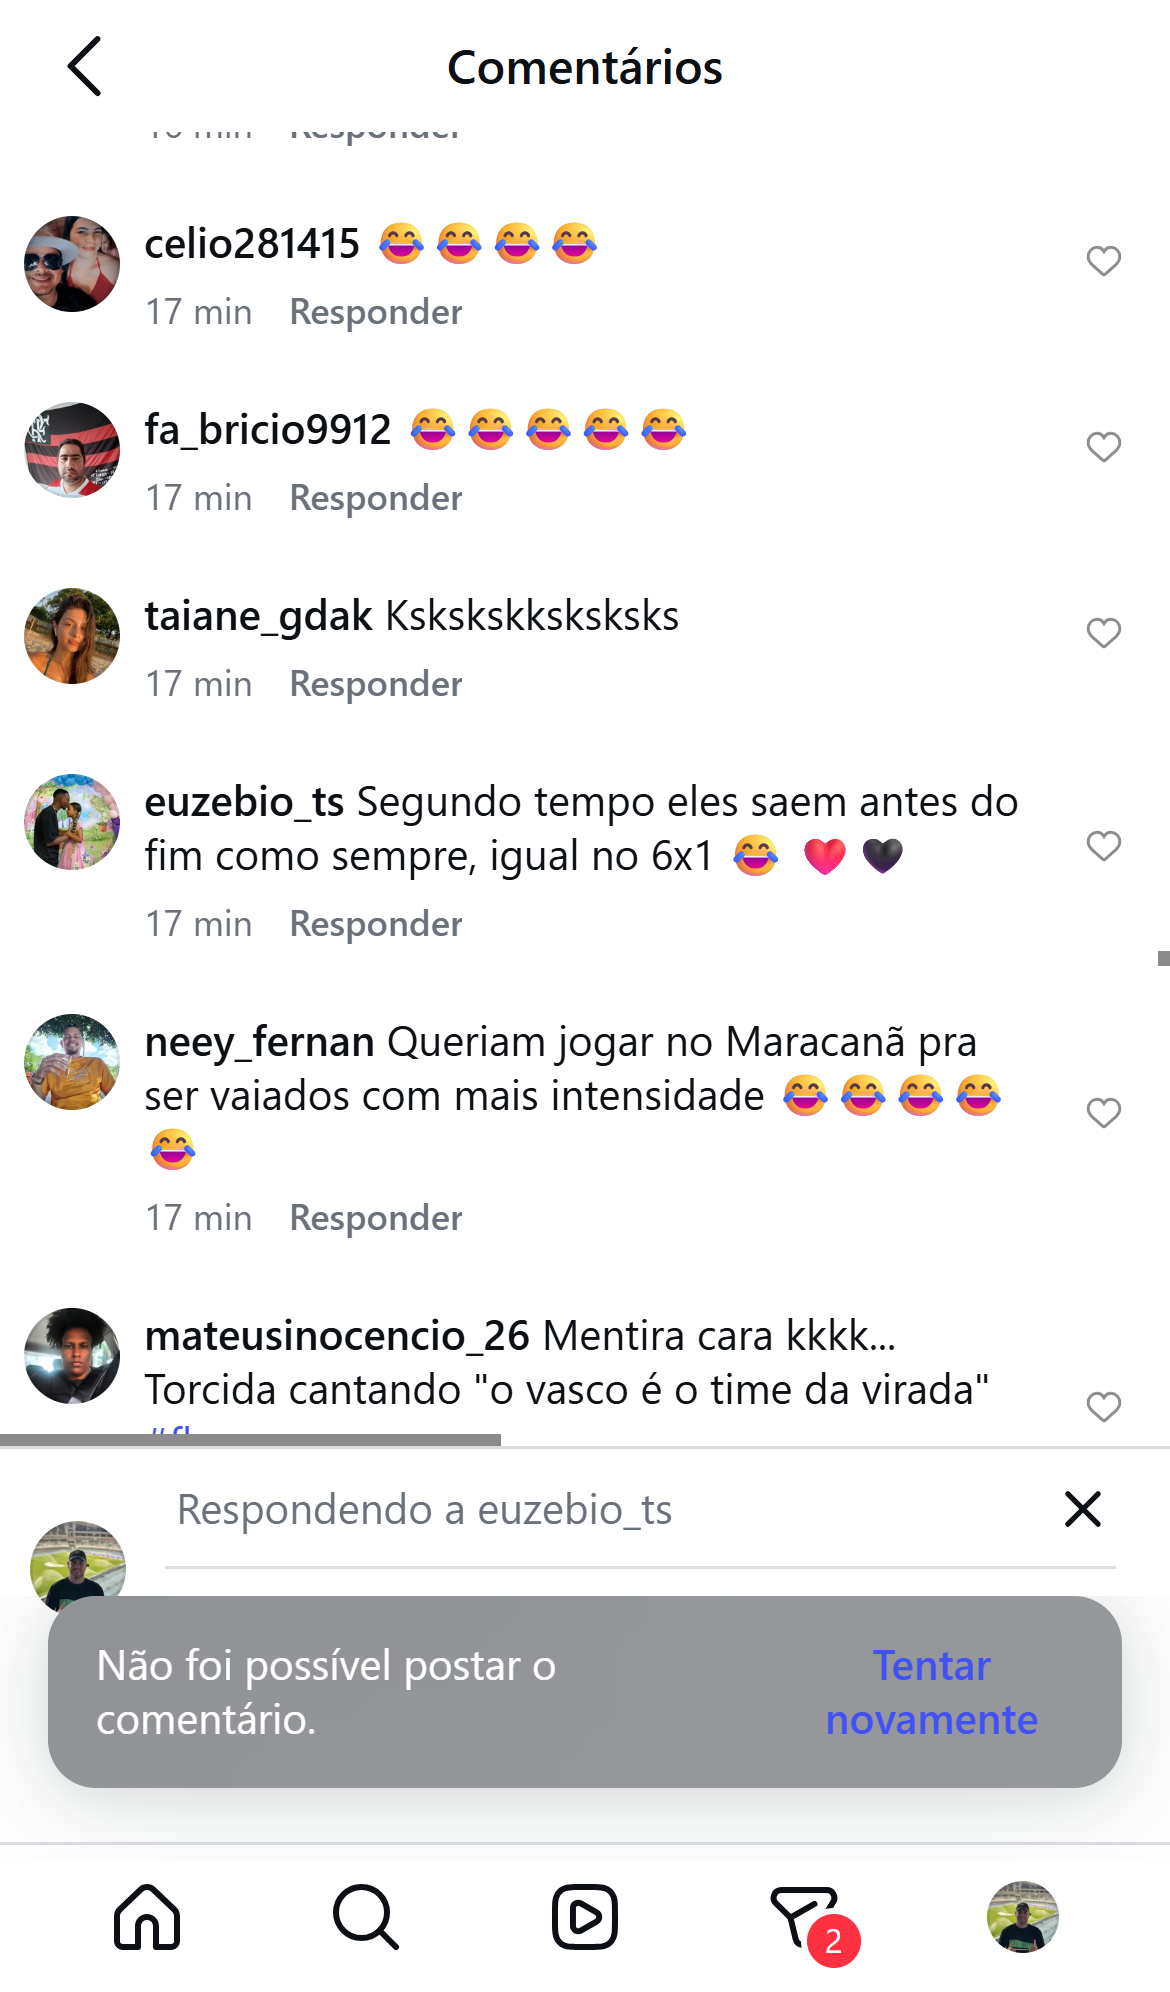 Comentários
Responder
celio281415 😂😂😂😂
17 min Responder
fa_bricio9912 😂😂😂😂😂
17 min Responder
taiane_gdak Kskskskksksksks
17 min Responder
euzebio_ts Segundo tempo eles saem antes do
fim como sempre, igual no 6x1 😂 ❤️🖤
17 min Responder
neey_fernan Queriam jogar no Maracanã pra
ser vaiados com mais intensidade 😂😂😂😂
😂
17 min Responder
mateusinocencio_26 Mentira cara kkkk...
Torcida cantando "o vasco é o time da virada"
Respondendo a euzebio_ts
Não foi possível postar o
comentário.
Tentar
novamente
2